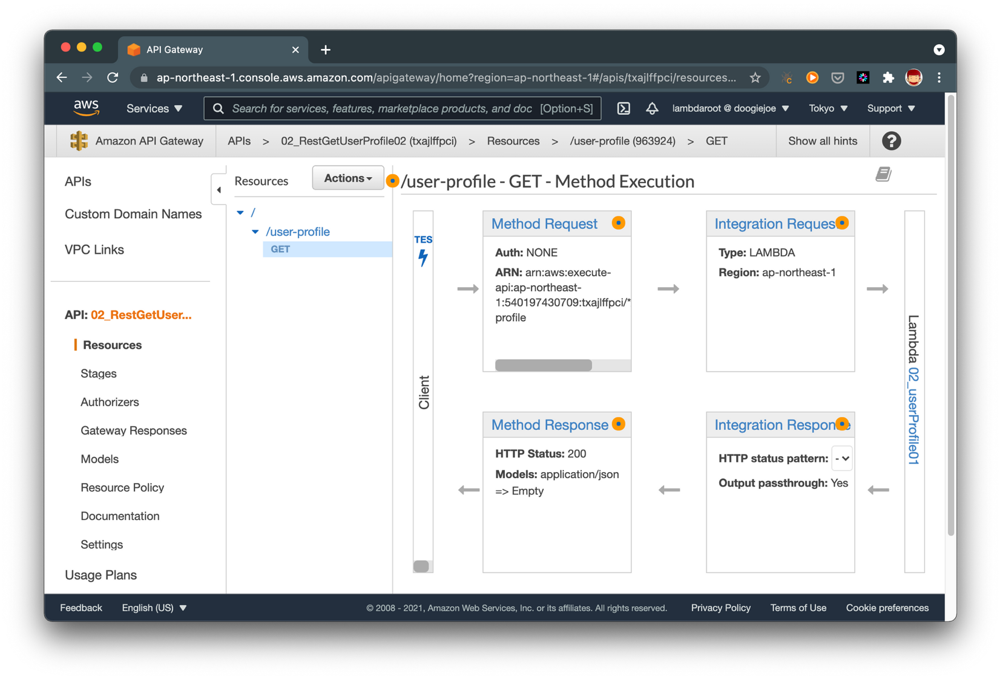 API Gateway
ap-northeast-1.console.aws.amazon.com/apigateway/home?region=ap-northeast-1#/apis/txajlffpci/resources...
aws
Services
Search for services, features, marketplace products, and doc
[Option+S]
lambdaroot @ doogiejoe
Tokyo
Support
Amazon API Gateway
APIs > 02_RestGetUserProfile02 (txajlffpci) > Resources > /user-profile (963924) > GET
Show all hints
?
APIs
Custom Domain Names
VPC Links
API: 02_RestGetUser...
Resources
Stages
Authorizers
Gateway Responses
Models
Resource Policy
Documentation
Settings
Usage Plans
Resources
Actions
/
/user-profile
GET
/user-profile - GET - Method Execution
TES
Client
Method Request
Auth: NONE
ARN: arn:aws:execute-
api:ap-northeast-
1:540197430709:txajlffpci/*
profile
Integration Reques
Type: LAMBDA
Region: ap-northeast-1
Lambda 02_userProfile01
Method Response
HTTP Status: 200
Models: application/json
=> Empty
Integration Response
HTTP status pattern: -
Output passthrough: Yes
Feedback
English (US)
© 2008 - 2021, Amazon Web Services, Inc. or its affiliates. All rights reserved.
Privacy Policy
Terms of Use
Cookie preferences